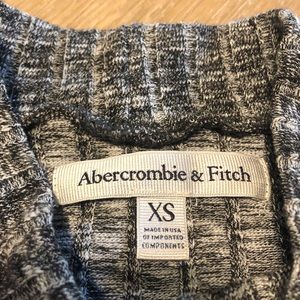 Abercrombie & Fitch
XS
MADE IN USA
OF IMPORTED
COMPONENTS